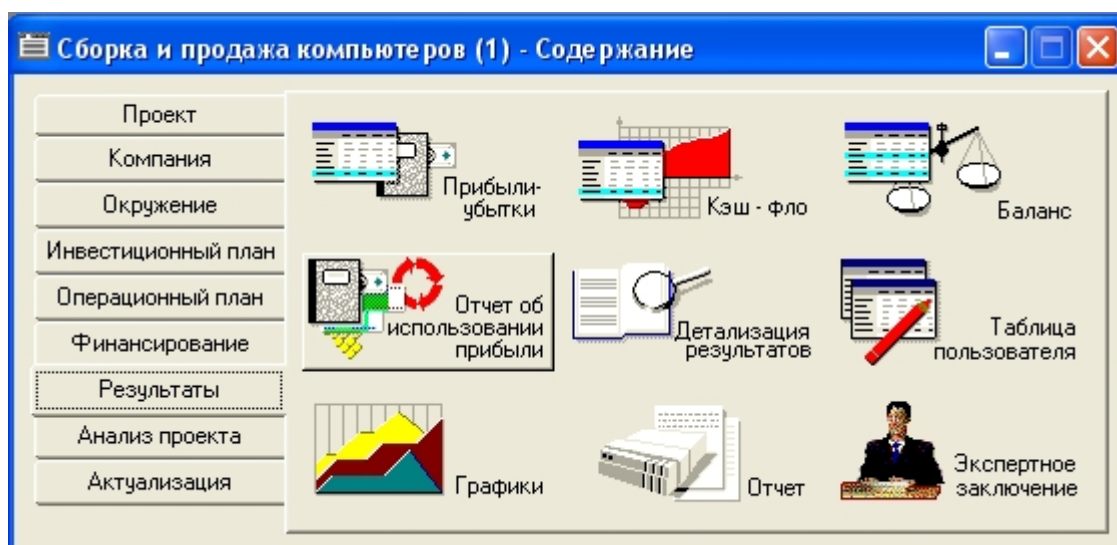 Сборка и продажа компьютеров (1) - Содержание
Проект
Компания
Окружение
Инвестиционный план
Операционный план
Финансирование
Результаты
Анализ проекта
Актуализация
Прибыли-
убытки
Кэш - фло
Баланс
Отчет об
использовании
прибыли
Детализация
результатов
Таблица
пользователя
Графики
Отчет
Экспертное
заключение